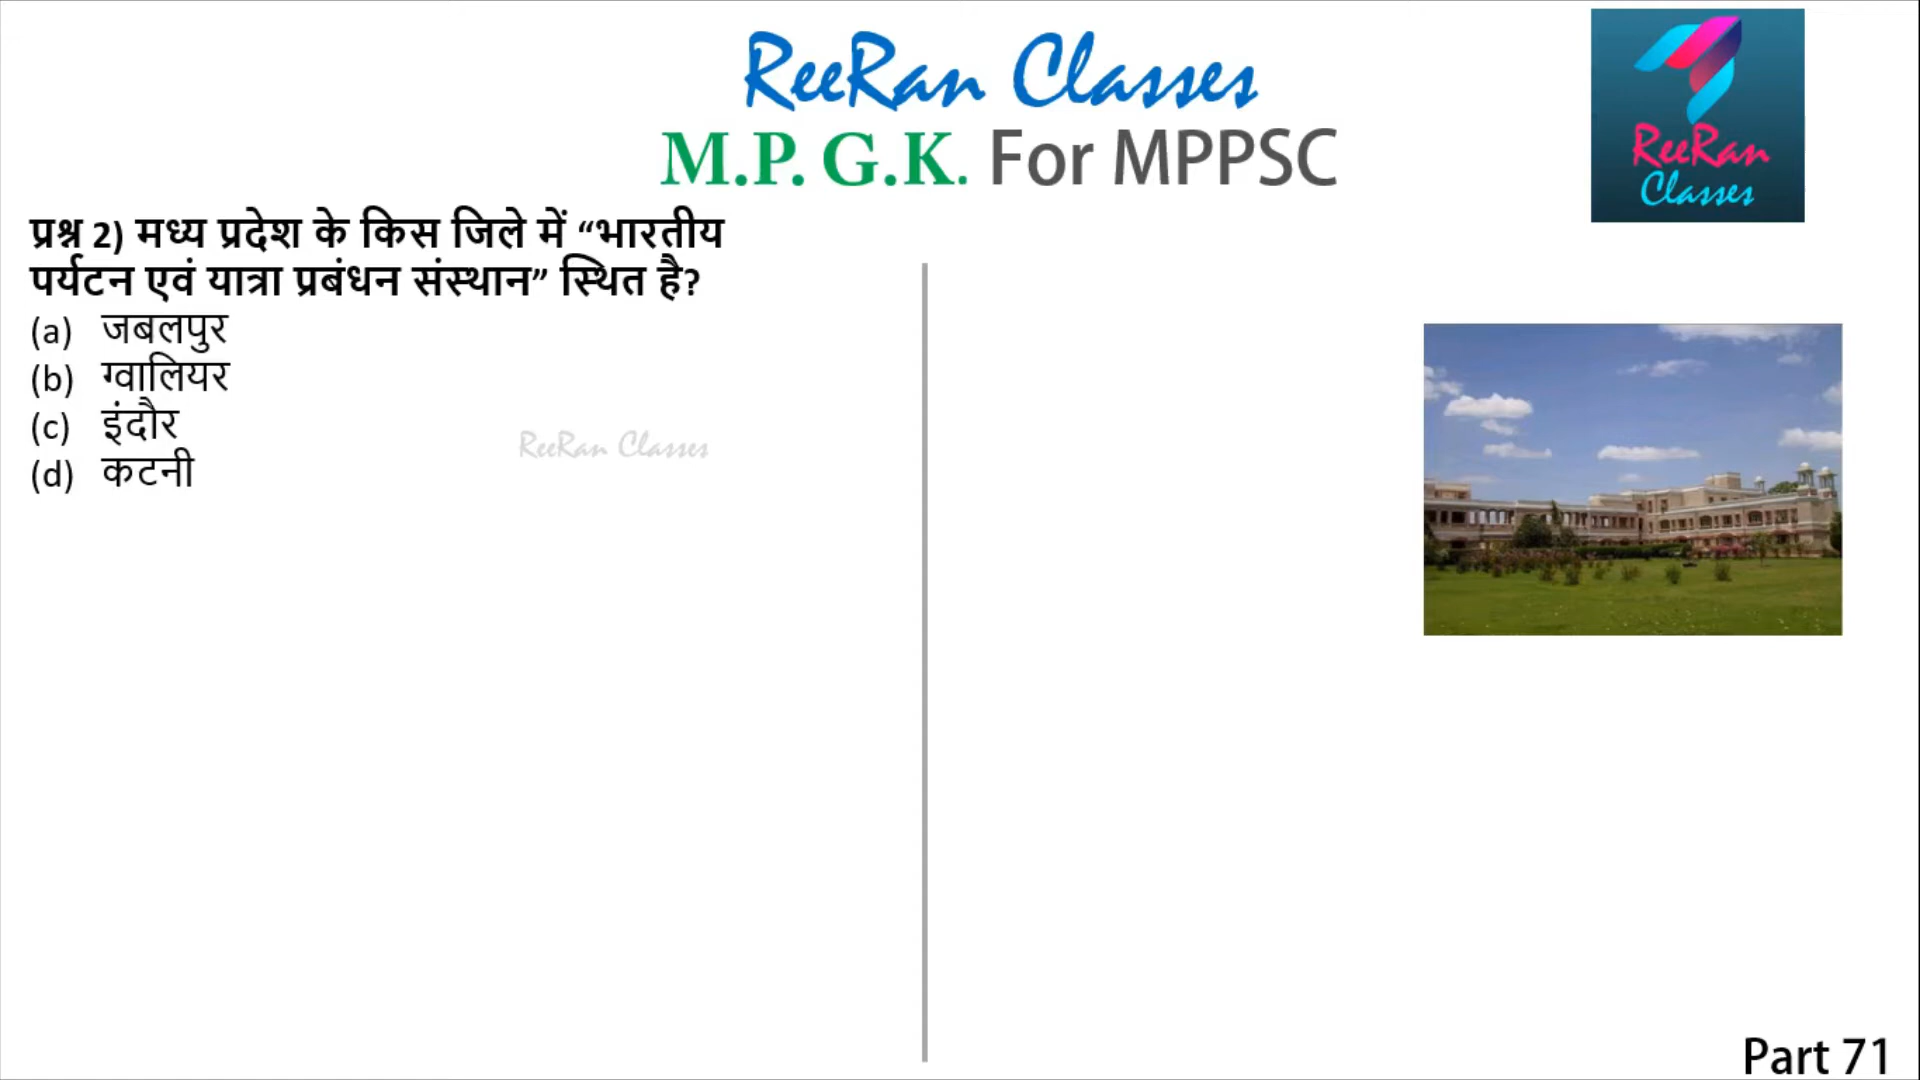 ReeRan Classes
M.P. G.K. For MPPSC
ReeRan
Classes
प्रश्न 2) मध्य प्रदेश के किस जिले में “भारतीय
पर्यटन एवं यात्रा प्रबंधन संस्थान” स्थित है?
(a) जबलपुर
(b) ग्वालियर
(c) इंदौर
(d) कटनी
ReeRan Classes
Part 71